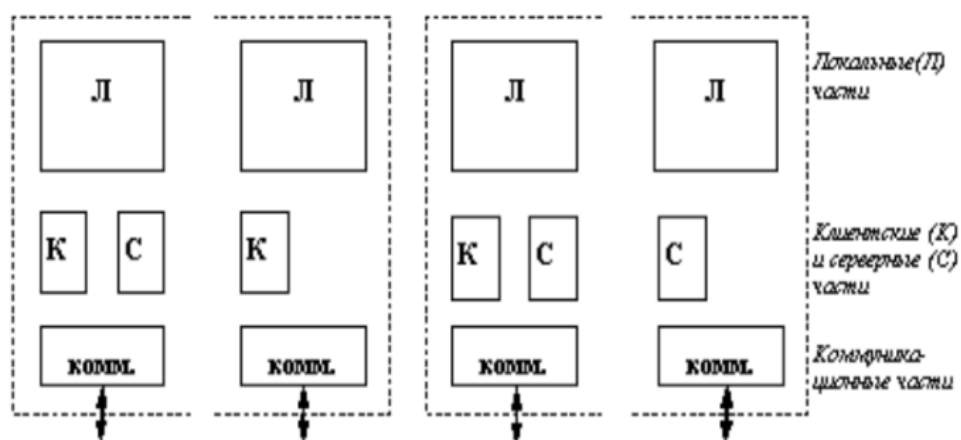 Л Л Л Л
Локальные(Л)
части
К С К К С С
Клиентские (К)
и серверные (С)
части
комм. комм. комм. комм.
Коммуника-
ционные части